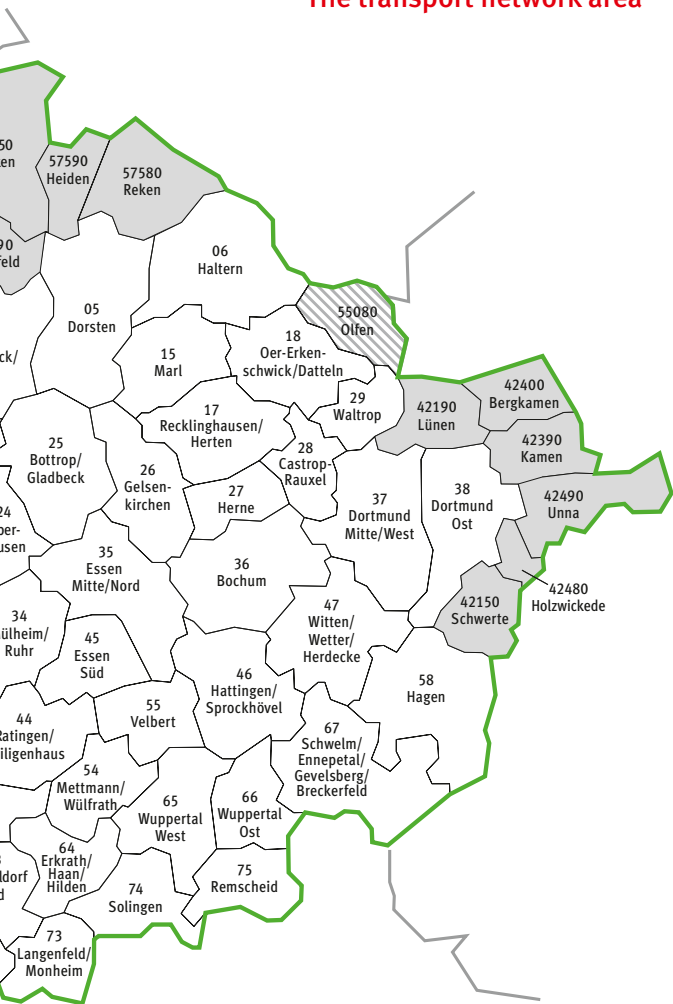 The transport network area
57590
Heiden
57580
Reken
06
Haltern
05
Dorsten
55080
Olfen
15
Marl
18
Oer-Erken-
schwick/Datteln
29
Waltrop
42190
Lünen
42400
Bergkamen
42390
Kamen
42490
Unna
17
Recklinghausen/
Herten
28
Castrop-
Rauxel
25
Bottrop/
Gladbeck
26
Gelsen-
kirchen
27
Herne
37
Dortmund
Mitte/West
38
Dortmund
Ost
35
Essen
Mitte/Nord
36
Bochum
42480
Holzwickede
42150
Schwerte
47
Witten/
Wetter/
Herdecke
34
Ruhr
45
Essen
Süd
46
Hattingen/
Sprockhövel
58
Hagen
44
55
Velbert
67
Schwelm/
Ennepetal/
Gevelsberg/
Breckerfeld
54
Mettmann/
Wülfrath
65
Wuppertal
West
66
Wuppertal
Ost
64
Erkrath/
Haan/
Hilden
74
Solingen
75
Remscheid
73
Langenfeld/
Monheim